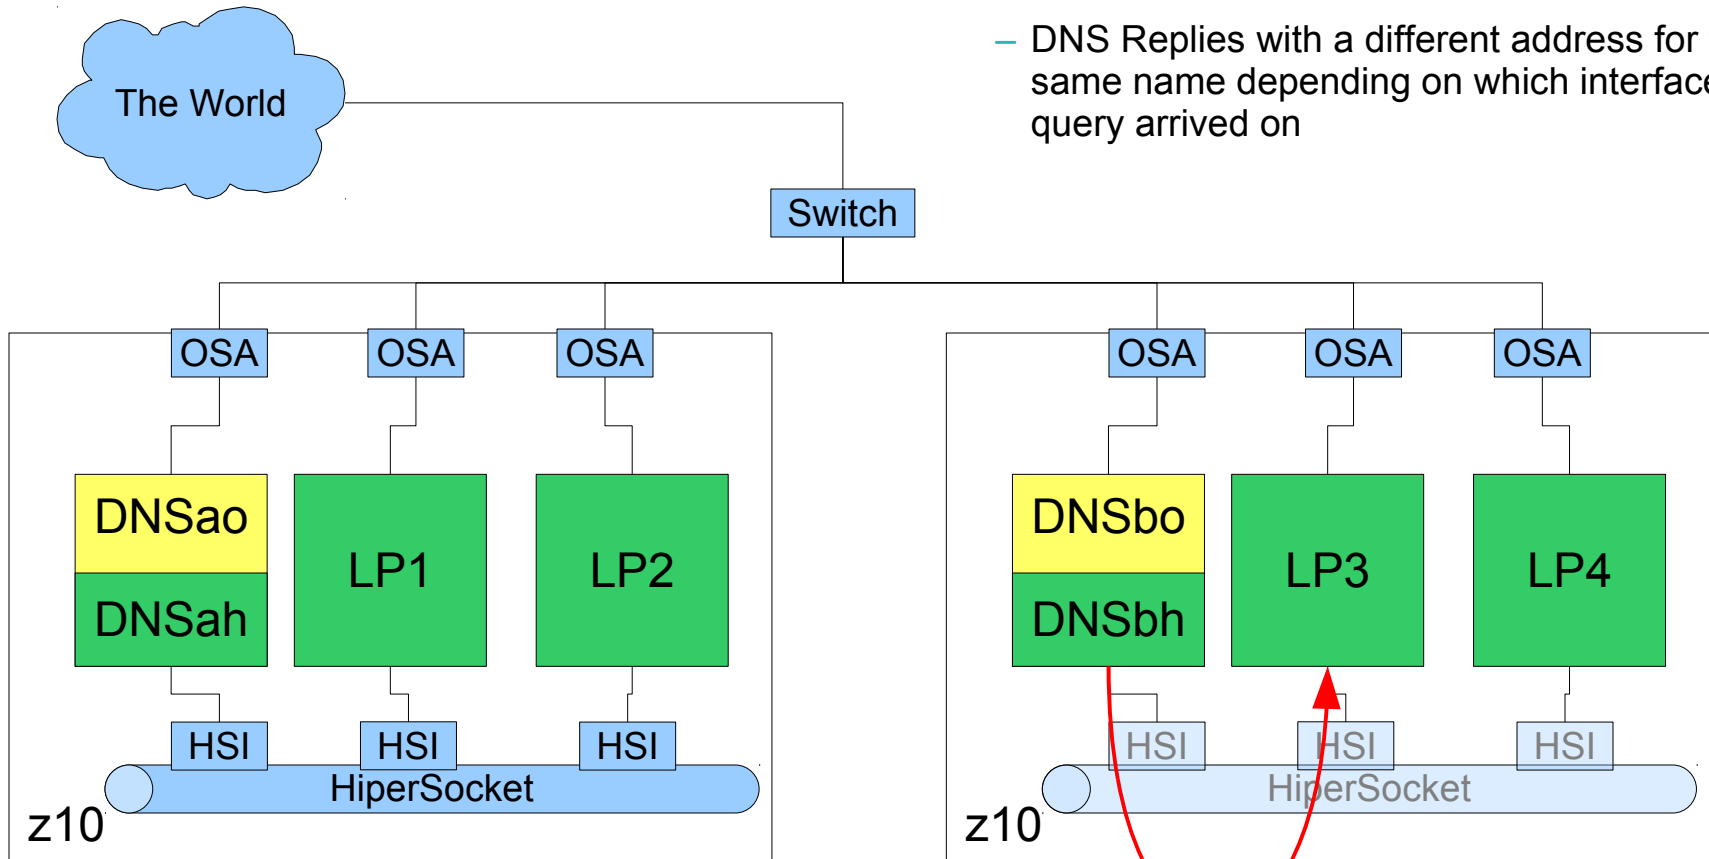 – DNS Replies with a different address for
same name depending on which interface
query arrived on
The World
Switch
OSA OSA OSA OSA OSA OSA
DNSao DNSbo
LP1 LP2 LP3 LP4
DNSah DNSbh
HSI HSI HSI HSI HSI HSI
HiperSocket HiperSocket
z10 z10